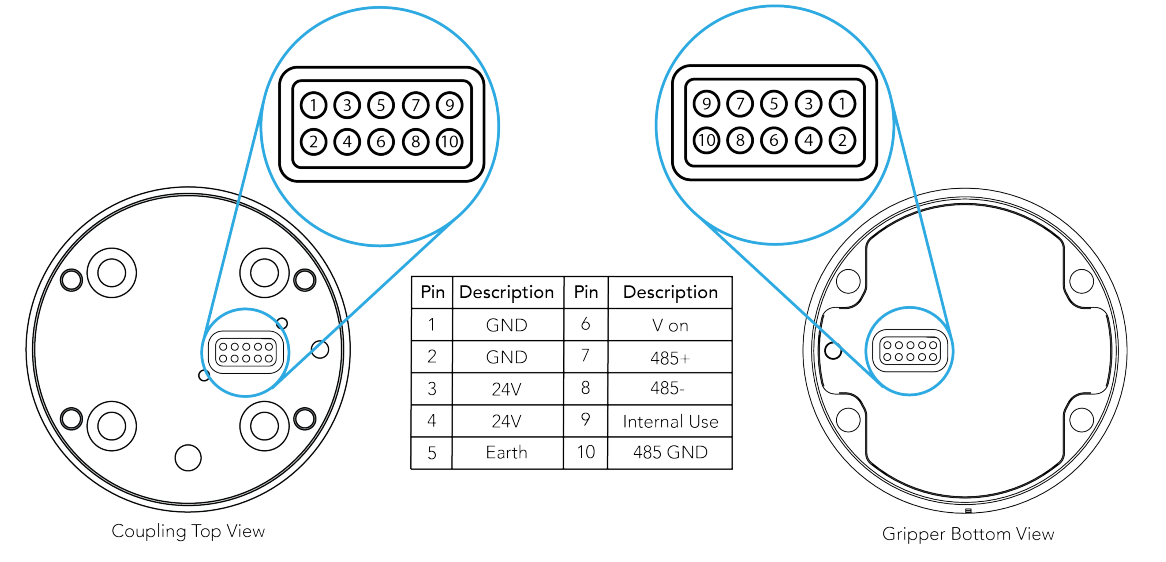 1 3 5 7 9
2 4 6 8 10
9 7 5 3 1
10 8 6 4 2
Pin Description Pin Description
1 GND 6 V on
2 GND 7 485+
3 24V 8 485-
4 24V 9 Internal Use
5 Earth 10 485 GND
Coupling Top View
Gripper Bottom View